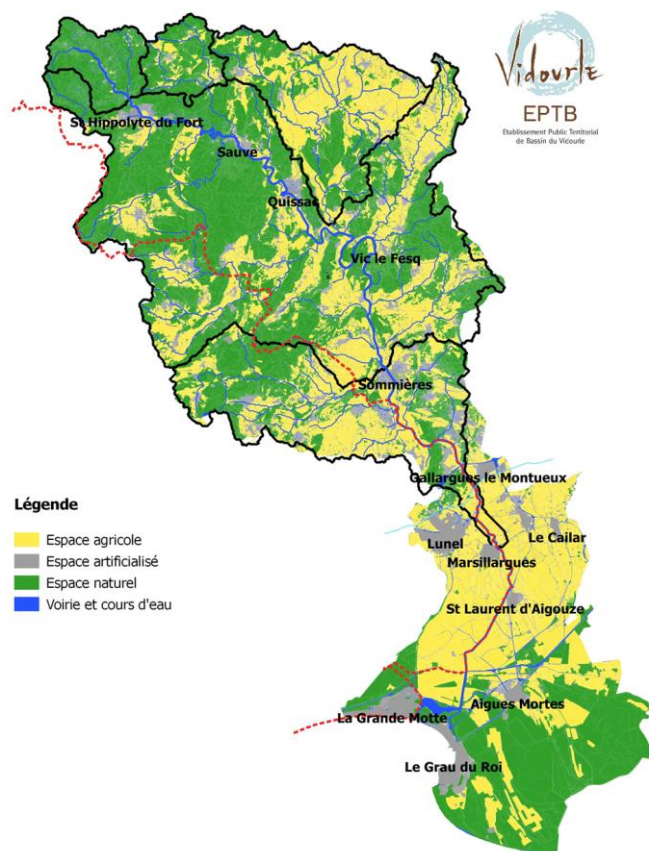 Vidourle
EPTB
Etablissement Public Territorial
de Bassin du Vidourle
St Hippolyte du Fort
Sauve
Quissac
Vic le Fesq
Sommières
Gallargues le Montueux
Lunel
Le Cailar
Marsillargues
St Laurent d'Aigouze
Aigues Mortes
La Grande Motte
Le Grau du Roi
Légende
Espace agricole
Espace artificialisé
Espace naturel
Voirie et cours d'eau